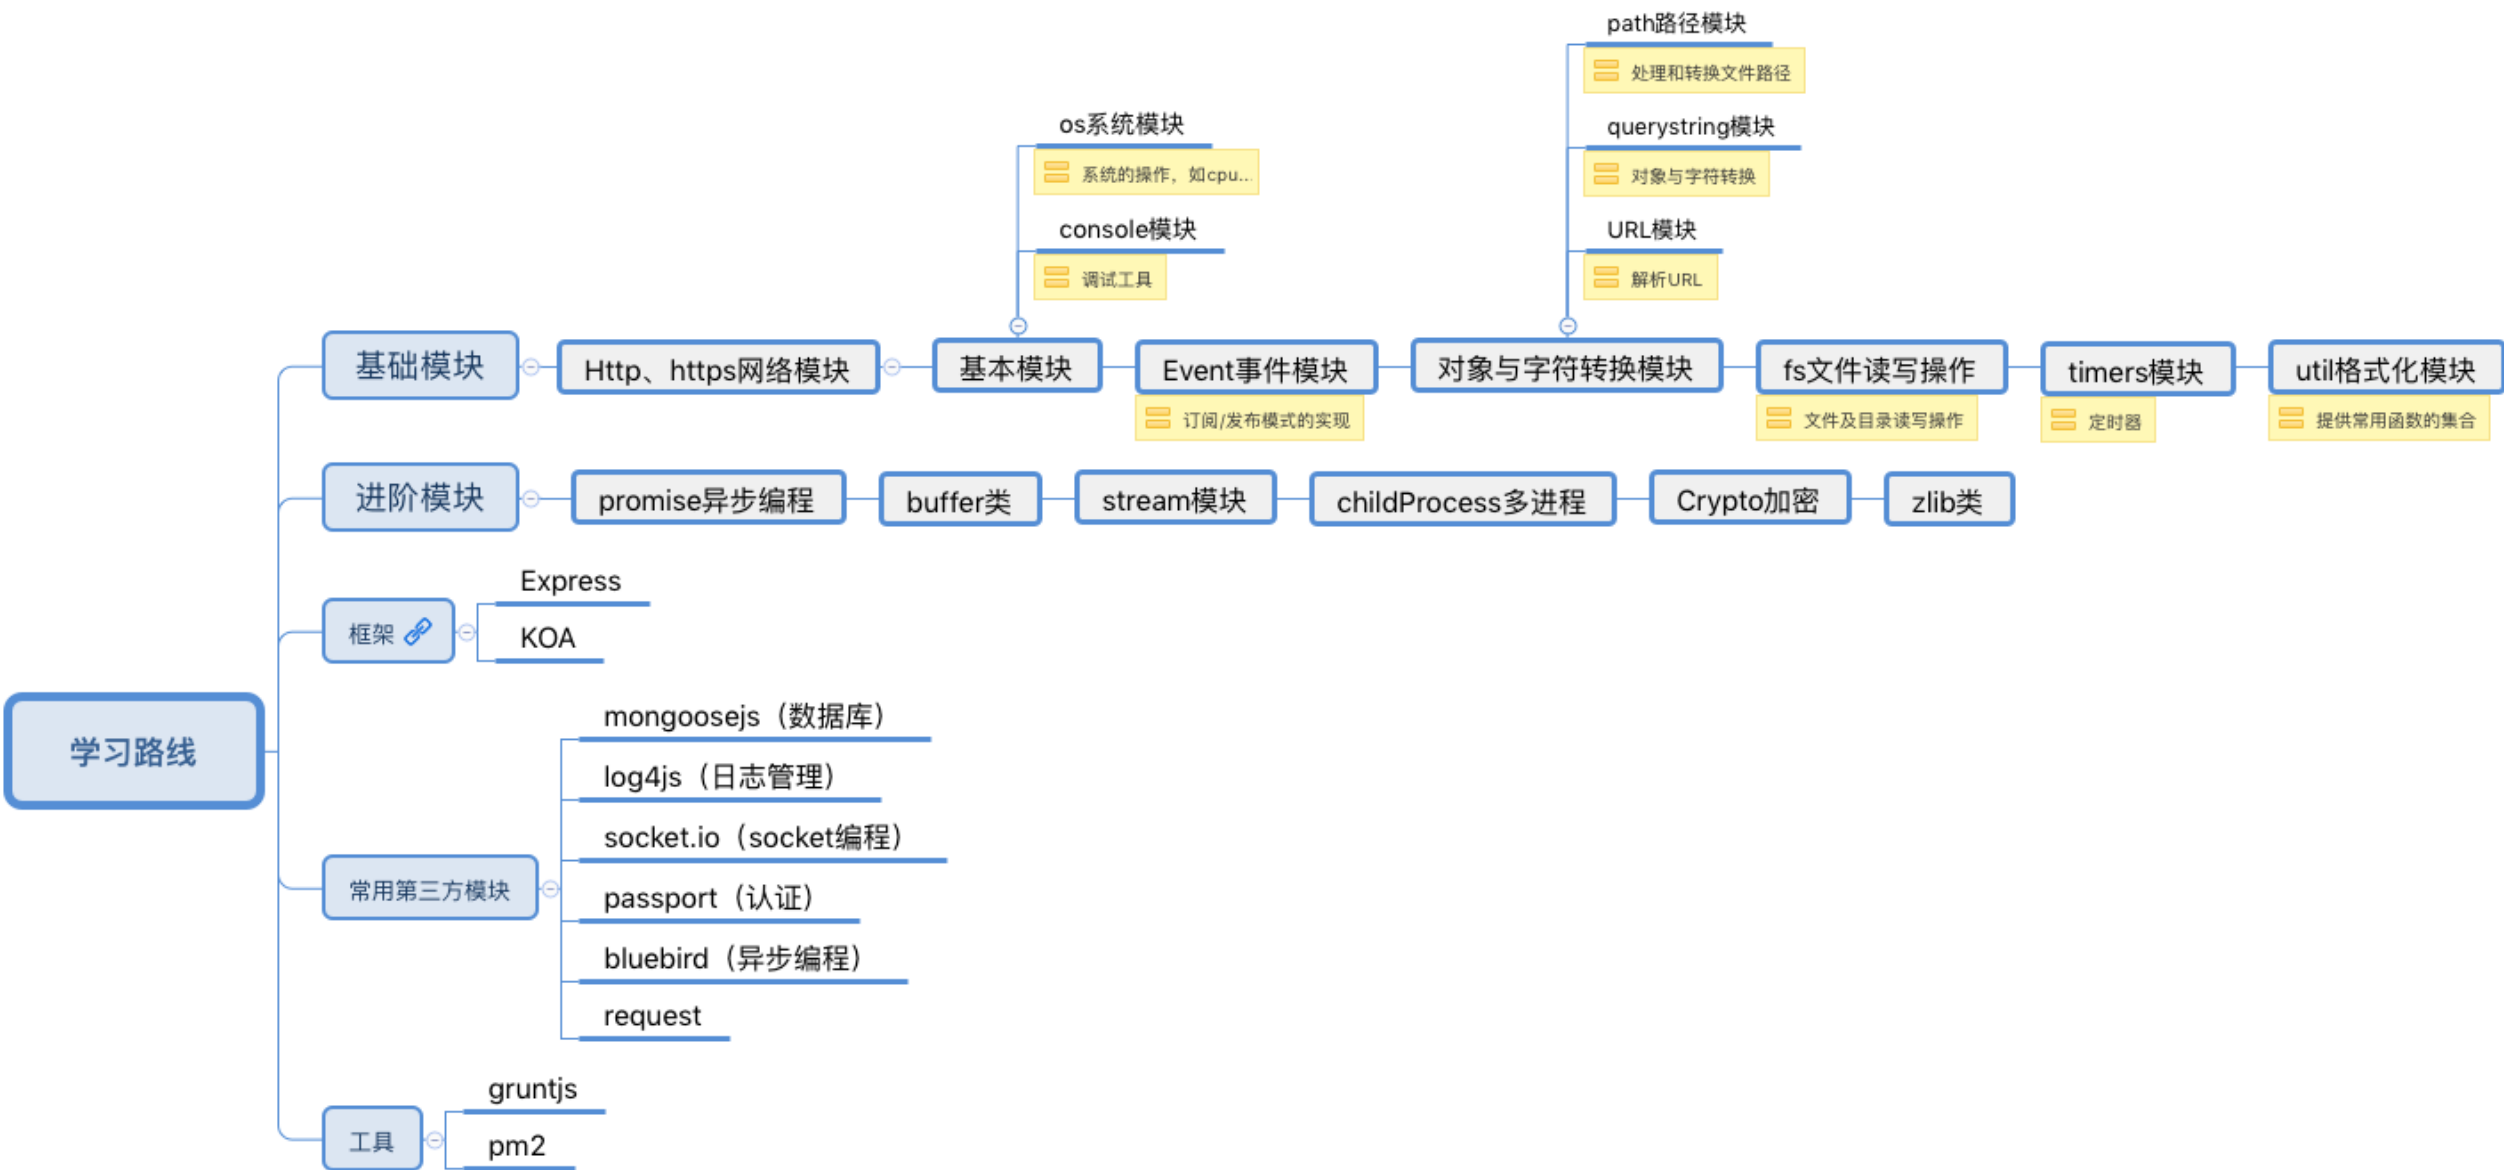 学习路线
基础模块
Http、https网络模块
基本模块
os系统模块
系统的操作，如cpu...
console模块
调试工具
Event事件模块
订阅/发布模式的实现
对象与字符转换模块
path路径模块
处理和转换文件路径
querystring模块
对象与字符转换
URL模块
解析URL
fs文件读写操作
文件及目录读写操作
timers模块
定时器
util格式化模块
提供常用函数的集合
进阶模块
promise异步编程
buffer类
stream模块
childProcess多进程
Crypto加密
zlib类
框架
Express
KOA
常用第三方模块
mongoosejs（数据库）
log4js（日志管理）
socket.io（socket编程）
passport（认证）
bluebird（异步编程）
request
工具
gruntjs
pm2